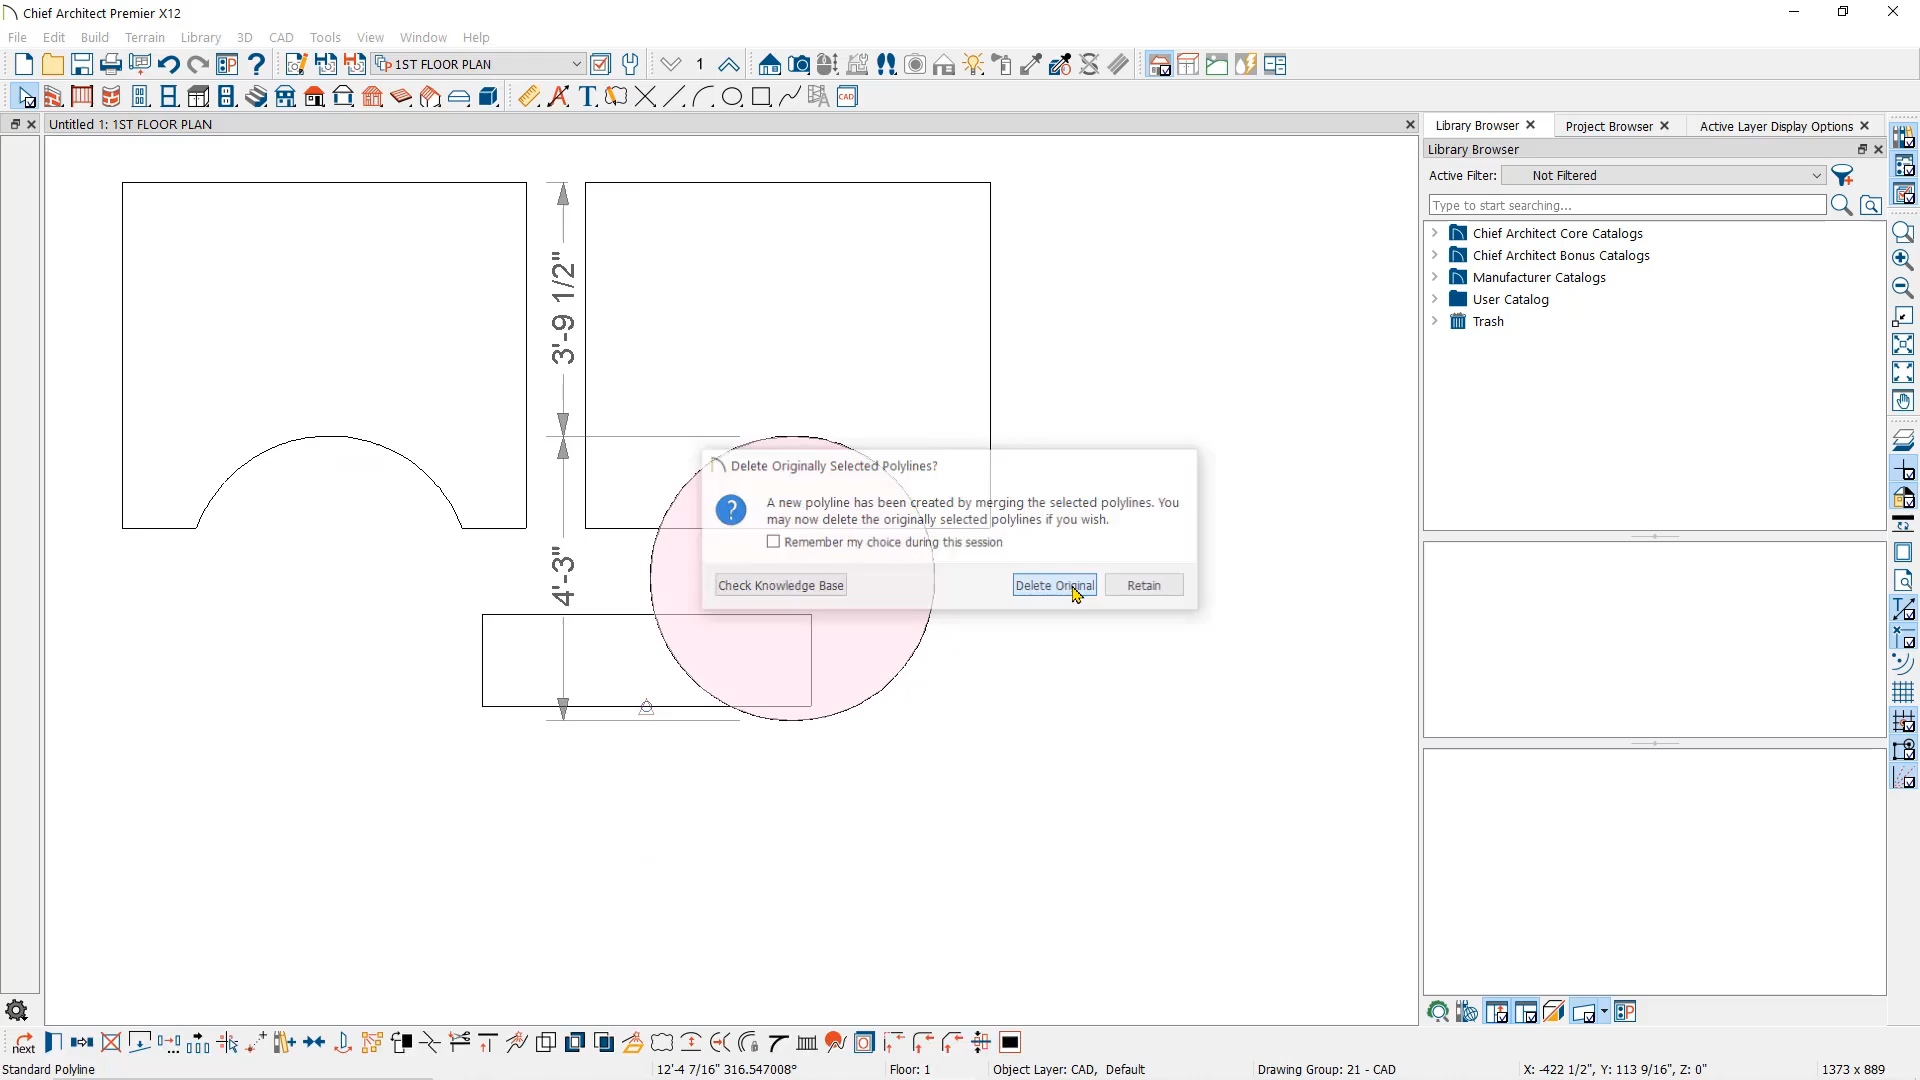 Chief Architect Premier X12
File Edit Build Terrain Library 3D CAD Tools View Window Help
1ST FLOOR PLAN
1
CAD
Untitled 1: 1ST FLOOR PLAN
Library Browser
Project Browser
Active Layer Display Options
Library Browser
Active Filter: Not Filtered
Type to start searching...
Chief Architect Core Catalogs
Chief Architect Bonus Catalogs
Manufacturer Catalogs
User Catalog
Trash
3'-9 1/2"
4'-3"
Delete Originally Selected Polylines?
A new polyline has been created by merging the selected polylines. You
may now delete the originally selected polylines if you wish.
Remember my choice during this session
Check Knowledge Base
Delete Original
Retain
next
Standard Polyline
12'-4 7/16" 316.547008°
Floor: 1
Object Layer: CAD, Default
Drawing Group: 21 - CAD
X: -422 1/2", Y: 113 9/16", Z: 0"
1373 x 889